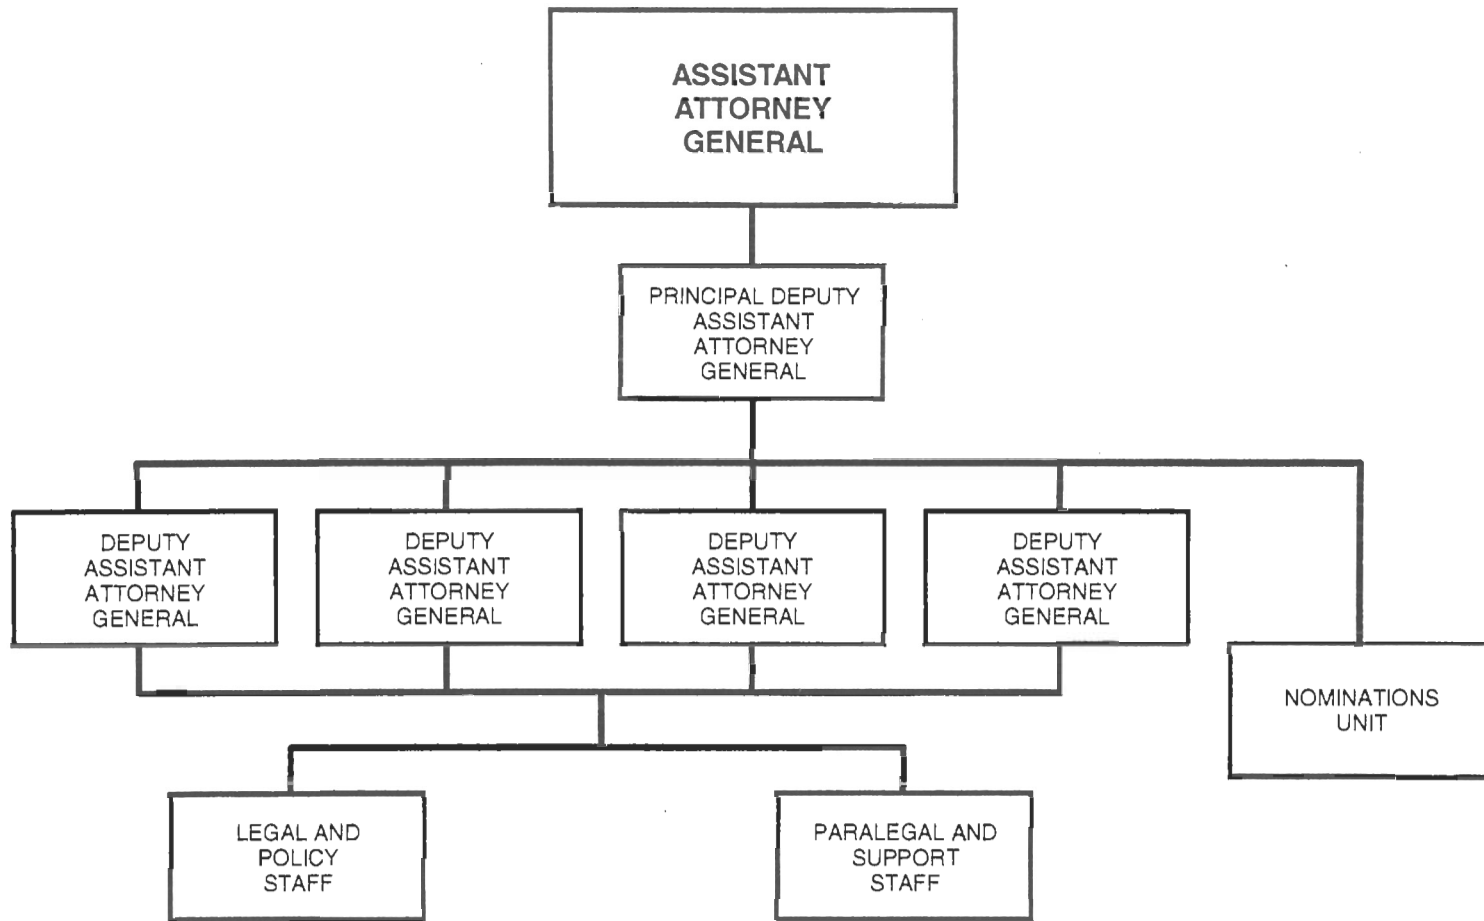 ASSISTANT
ATTORNEY
GENERAL
PRINCIPAL DEPUTY
ASSISTANT
ATTORNEY
GENERAL
DEPUTY
ASSISTANT
ATTORNEY
GENERAL
DEPUTY
ASSISTANT
ATTORNEY
GENERAL
DEPUTY
ASSISTANT
ATTORNEY
GENERAL
DEPUTY
ASSISTANT
ATTORNEY
GENERAL
NOMINATIONS
UNIT
LEGAL AND
POLICY
STAFF
PARALEGAL AND
SUPPORT
STAFF